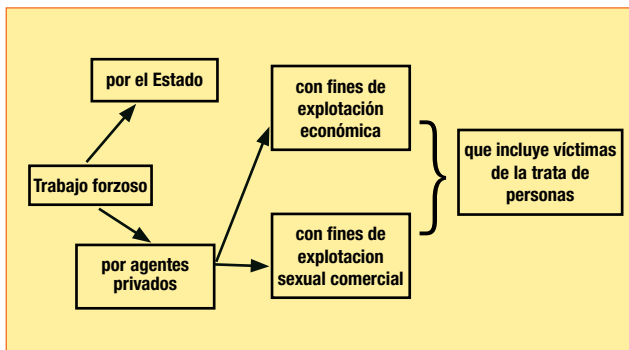 por el Estado
Trabajo forzoso
por agentes
privados
con fines de
explotación
económica
con fines de
explotacion
sexual comercial
que incluye víctimas
de la trata de
personas